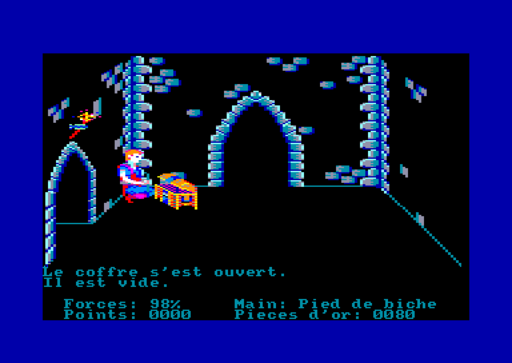 Le coffre s'est ouvert.
Il est vide.
Forces: 98% Main: Pied de biche
Points: 0000 Pieces d'or: 0080